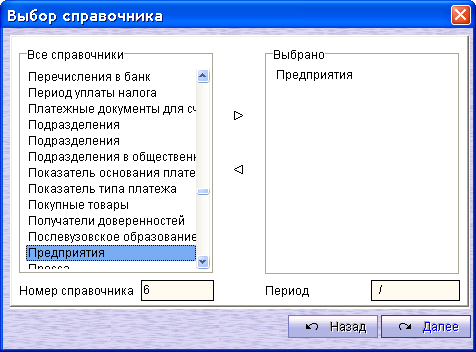 Выбор справочника
Все справочники
Перечисления в банк
Период уплаты налога
Платежные документы для сч
Подразделения
Подразделения
Подразделения в обществен
Показатель основания плате
Показатель типа платежа
Покупные товары
Получатели доверенностей
Послевузовское образование
Предприятия
Пресса
Выбрано
Предприятия
Номер справочника 6
Период /
Назад
Далее